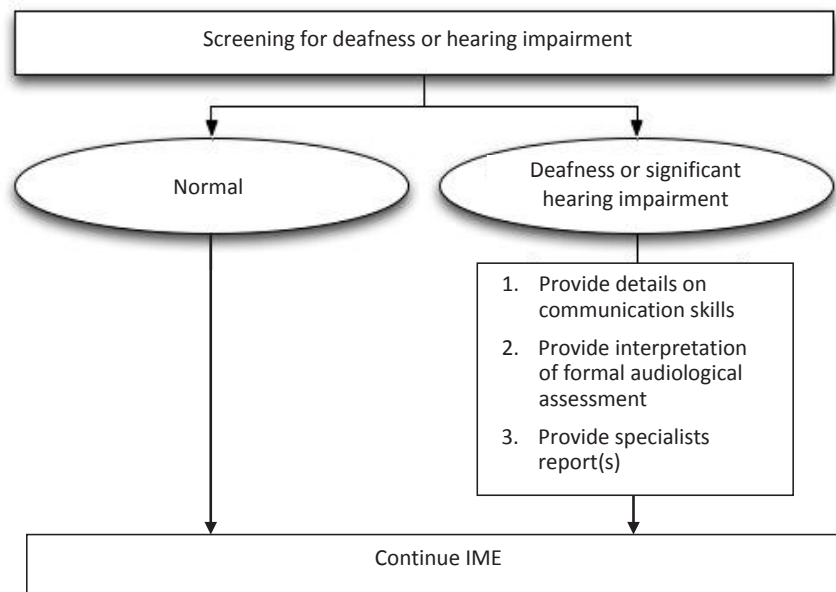 Screening for deafness or hearing impairment
Normal
Deafness or significant
hearing impairment
1. Provide details on
communication skills
2. Provide interpretation
of formal audiological
assessment
3. Provide specialists
report(s)
Continue IME